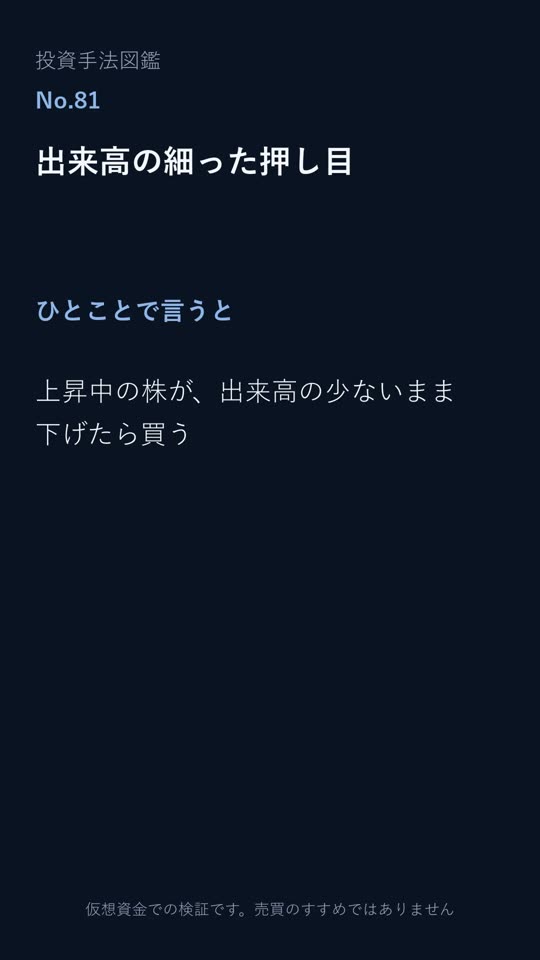 投資手法図鑑
No.81
出来高の細った押し目
ひとことで言うと
上昇中の株が、出来高の少ないまま
下げたら買う
仮想資金での検証です。売買のすすめではありません